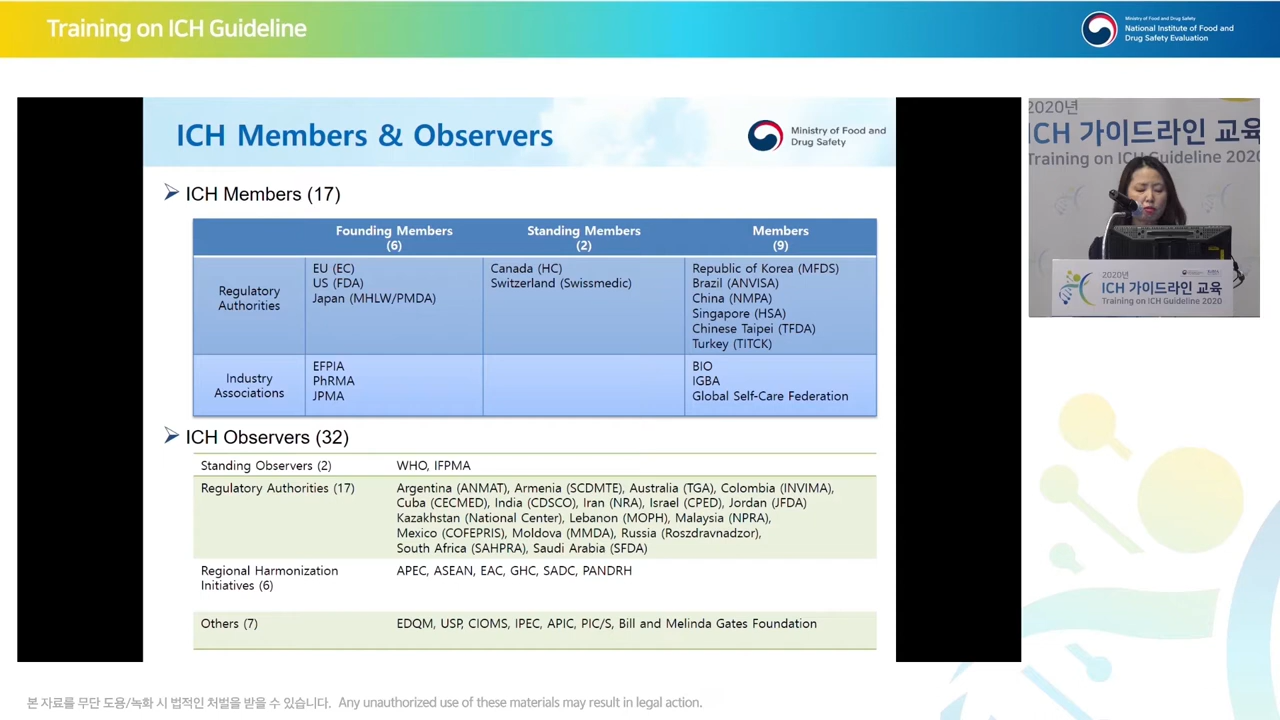 Training on ICH Guideline
Ministry of Food and Drug Safety
National Institute of Food and
Drug Safety Evaluation
ICH Members & Observers
Ministry of Food and
Drug Safety
ICH Members (17)
Founding Members
(6)
Standing Members
(2)
Members
(9)
Regulatory
Authorities
EU (EC)
US (FDA)
Japan (MHLW/PMDA)
Canada (HC)
Switzerland (Swissmedic)
Republic of Korea (MFDS)
Brazil (ANVISA)
China (NMPA)
Singapore (HSA)
Chinese Taipei (TFDA)
Turkey (TITCK)
Industry
Associations
EFPIA
PhRMA
JPMA
BIO
IGBA
Global Self-Care Federation
ICH Observers (32)
Standing Observers (2)
WHO, IFPMA
Regulatory Authorities (17)
Argentina (ANMAT), Armenia (SCDMTE), Australia (TGA), Colombia (INVIMA),
Cuba (CECMED), India (CDSCO), Iran (NRA), Israel (CPED), Jordan (JFDA)
Kazakhstan (National Center), Lebanon (MOPH), Malaysia (NPRA),
Mexico (COFEPRIS), Moldova (MMDA), Russia (Roszdravnadzor),
South Africa (SAHPRA), Saudi Arabia (SFDA)
Regional Harmonization
Initiatives (6)
APEC, ASEAN, EAC, GHC, SADC, PANDRH
Others (7)
EDQM, USP, CIOMS, IPEC, APIC, PIC/S, Bill and Melinda Gates Foundation
2020년
ICH 가이드라인 교육
Training on ICH Guideline 2020
2020년
ICH 가이드라인 교육
Training on ICH Guideline 2020
본 자료를 무단 도용/녹화 시 법적인 처벌을 받을 수 있습니다. Any unauthorized use of these materials may result in legal action.